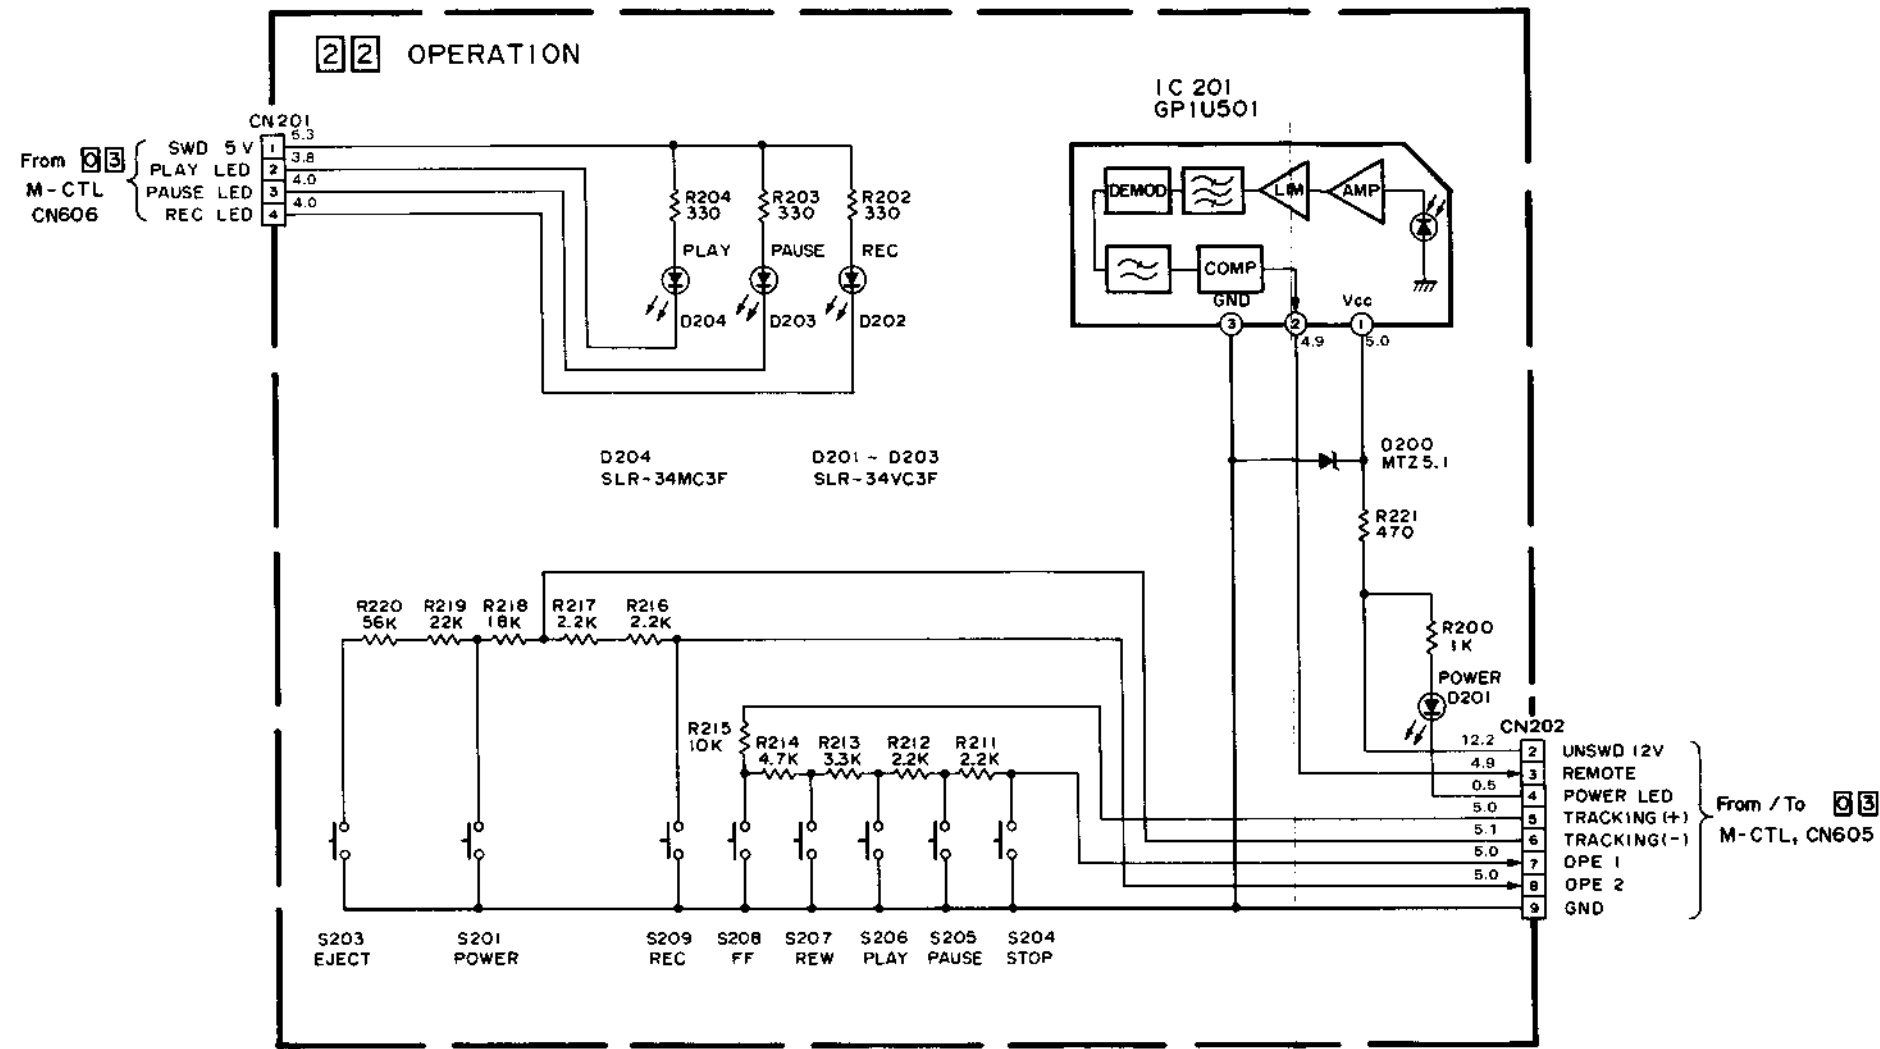 22 OPERATION
IC 201
GP1U501
CN201
From 03
M-CTL
CN606
SWD 5V 1 5.3
PLAY LED 2 3.8
PAUSE LED 3 4.0
REC LED 4 4.0
R204
330
R203
330
R202
330
PLAY
PAUSE
REC
D204
D203
D202
DEMOD
LIM
AMP
COMP
GND
Vcc
3
2
1
4.9
5.0
D204
SLR-34MC3F
D201 ~ D203
SLR-34VC3F
D200
MTZ5.1
R221
470
R220
56K
R219
22K
R218
18K
R217
2.2K
R216
2.2K
R200
1K
POWER
D201
R215
10K
R214
4.7K
R213
3.3K
R212
2.2K
R211
2.2K
CN202
12.2 2 UNSWD 12V
4.9 3 REMOTE
0.5 4 POWER LED
5.0 5 TRACKING(+)
5.1 6 TRACKING(-)
5.0 7 OPE 1
5.0 8 OPE 2
9 GND
From / To 03
M-CTL, CN605
S203
EJECT
S201
POWER
S209
REC
S208
FF
S207
REW
S206
PLAY
S205
PAUSE
S204
STOP